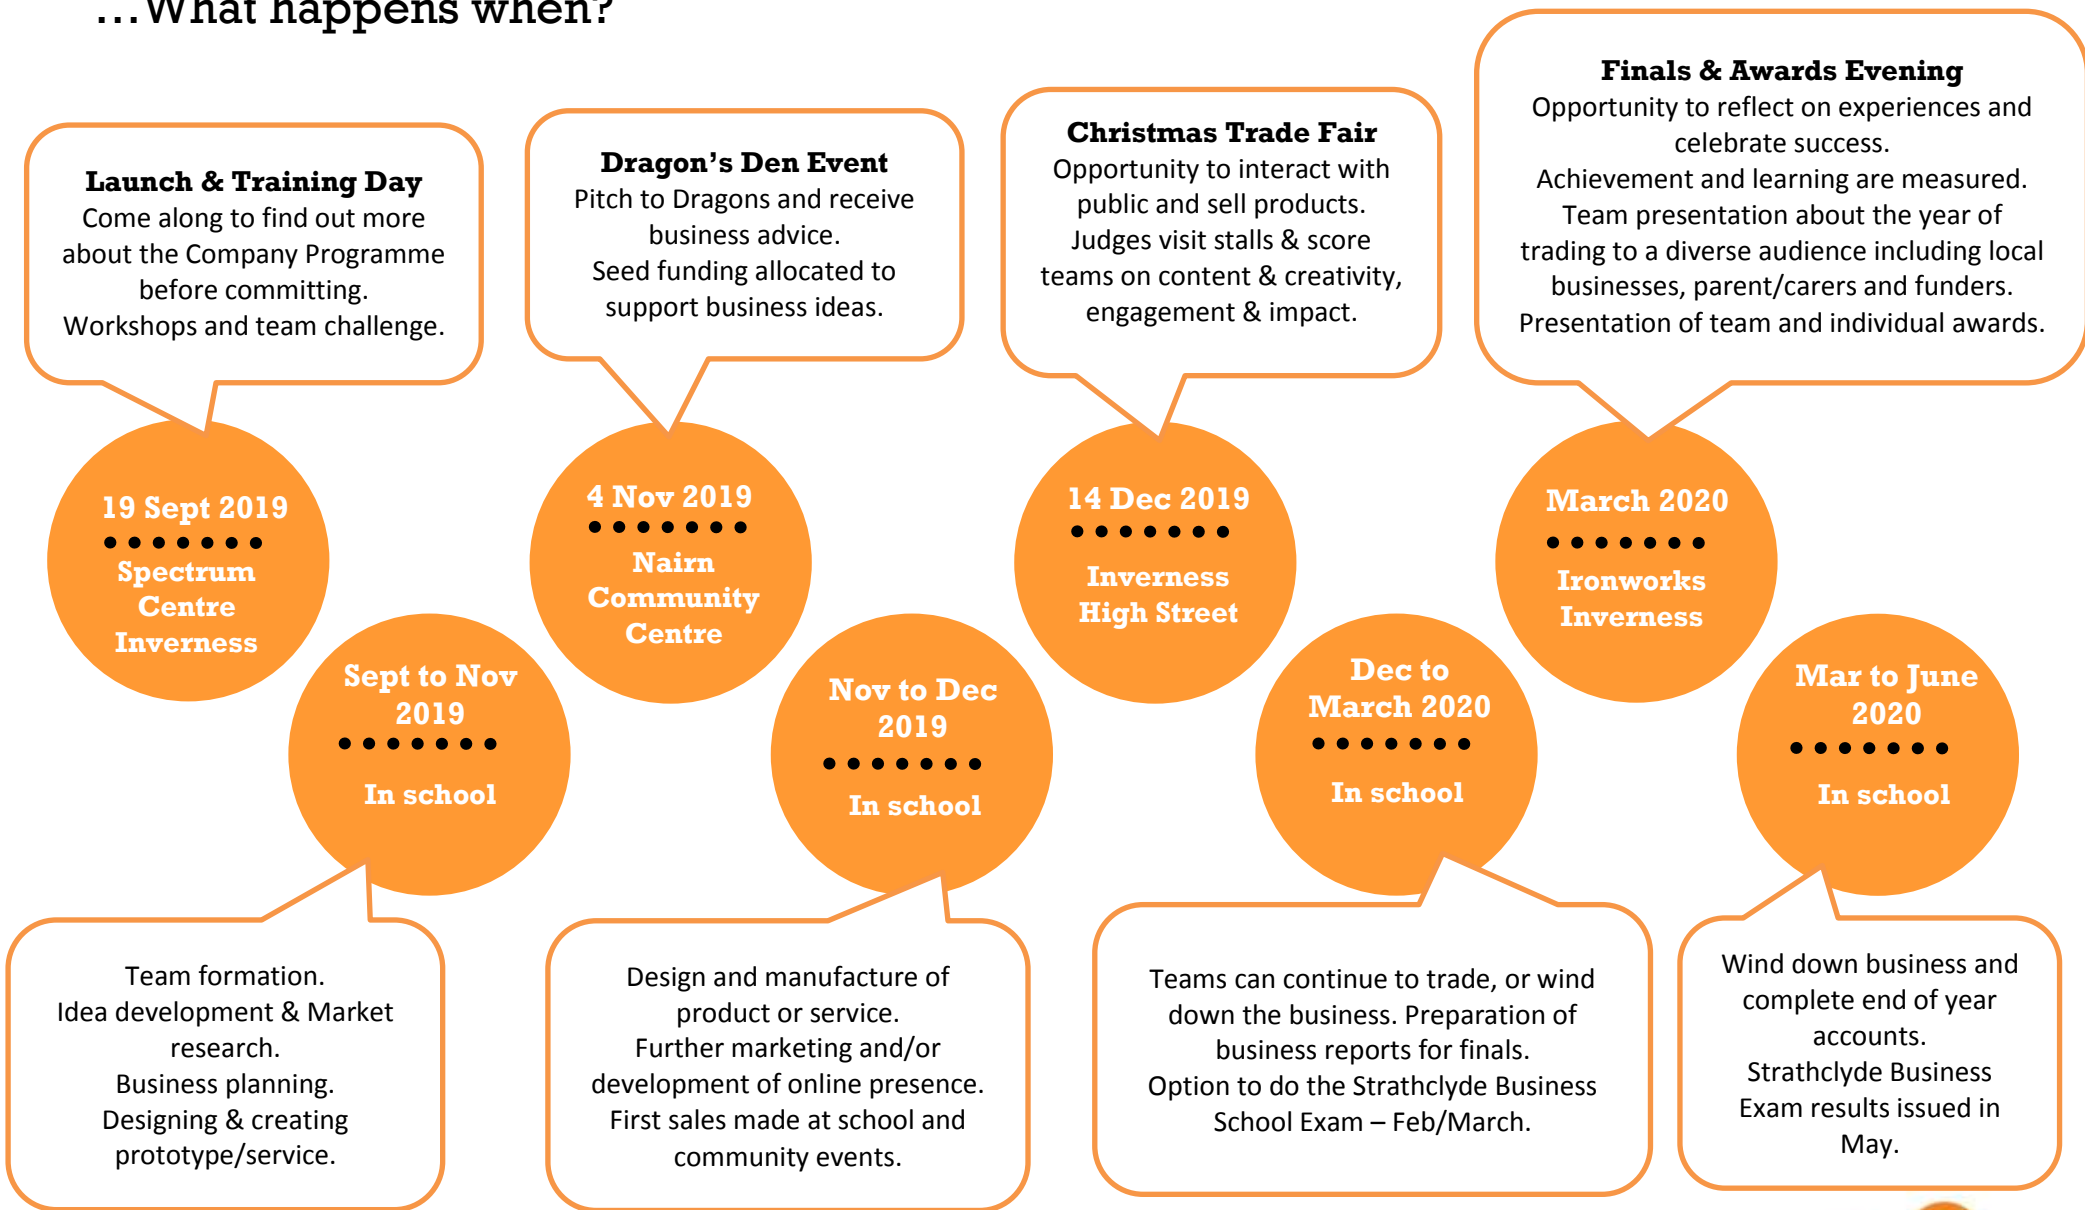 ...What happens when?
Launch & Training Day
Come along to find out more
about the Company Programme
before committing.
Workshops and team challenge.
19 Sept 2019
Spectrum
Centre
Inverness
Sept to Nov
2019
In school
Team formation.
Idea development & Market
research.
Business planning.
Designing & creating
prototype/service.
Dragon’s Den Event
Pitch to Dragons and receive
business advice.
Seed funding allocated to
support business ideas.
4 Nov 2019
Nairn
Community
Centre
Nov to Dec
2019
In school
Design and manufacture of
product or service.
Further marketing and/or
development of online presence.
First sales made at school and
community events.
Christmas Trade Fair
Opportunity to interact with
public and sell products.
Judges visit stalls & score
teams on content & creativity,
engagement & impact.
14 Dec 2019
Inverness
High Street
Dec to
March 2020
In school
Teams can continue to trade, or wind
down the business. Preparation of
business reports for finals.
Option to do the Strathclyde Business
School Exam – Feb/March.
Finals & Awards Evening
Opportunity to reflect on experiences and
celebrate success.
Achievement and learning are measured.
Team presentation about the year of
trading to a diverse audience including local
businesses, parent/carers and funders.
Presentation of team and individual awards.
March 2020
Ironworks
Inverness
Mar to June
2020
In school
Wind down business and
complete end of year
accounts.
Strathclyde Business
Exam results issued in
May.